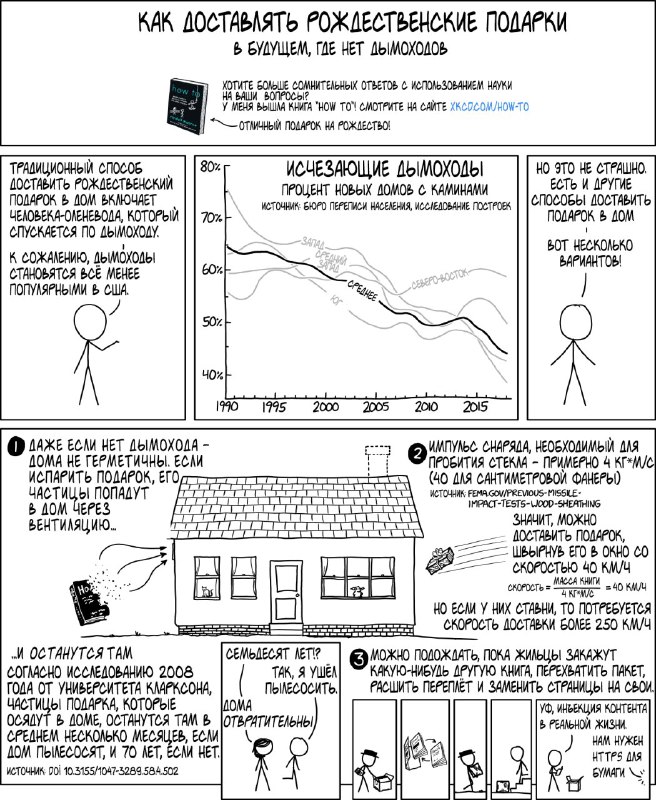 КАК ДОСТАВЛЯТЬ РОЖДЕСТВЕНСКИЕ ПОДАРКИ
В БУДУЩЕМ, ГДЕ НЕТ ДЫМОХОДОВ
how to
ХОТИТЕ БОЛЬШЕ СОМНИТЕЛЬНЫХ ОТВЕТОВ С ИСПОЛЬЗОВАНИЕМ НАУКИ
НА ВАШИ ВОПРОСЫ?
У МЕНЯ ВЫШЛА КНИГА "HOW TO"! СМОТРИТЕ НА САЙТЕ XKCD.COM/HOW-TO
ОТЛИЧНЫЙ ПОДАРОК НА РОЖДЕСТВО!
ТРАДИЦИОННЫЙ СПОСОБ
ДОСТАВИТЬ РОЖДЕСТВЕНСКИЙ
ПОДАРОК В ДОМ ВКЛЮЧАЕТ
ЧЕЛОВЕКА-ОЛЕНЕВОДА, КОТОРЫЙ
СПУСКАЕТСЯ ПО ДЫМОХОДУ.
К СОЖАЛЕНИЮ, ДЫМОХОДЫ
СТАНОВЯТСЯ ВСЁ МЕНЕЕ
ПОПУЛЯРНЫМИ В США.
ИСЧЕЗАЮЩИЕ ДЫМОХОДЫ
ПРОЦЕНТ НОВЫХ ДОМОВ С КАМИНАМИ
ИСТОЧНИК: БЮРО ПЕРЕПИСИ НАСЕЛЕНИЯ, ИССЛЕДОВАНИЕ ПОСТРОЕК
80%
70%
60%
50%
40%
ЗАПАД
СРЕДНИЙ
ЗАПАД
СЕВЕРО-ВОСТОК
СРЕДНЕЕ
ЮГ
1990
1995
2000
2005
2010
2015
НО ЭТО НЕ СТРАШНО.
ЕСТЬ И ДРУГИЕ
СПОСОБЫ ДОСТАВИТЬ
ПОДАРОК В ДОМ
ВОТ НЕСКОЛЬКО
ВАРИАНТОВ!
1 ДАЖЕ ЕСЛИ НЕТ ДЫМОХОДА -
ДОМА НЕ ГЕРМЕТИЧНЫ. ЕСЛИ
ИСПАРИТЬ ПОДАРОК, ЕГО
ЧАСТИЦЫ ПОПАДУТ
В ДОМ ЧЕРЕЗ
ВЕНТИЛЯЦИЮ...
Ho
...И ОСТАНУТСЯ ТАМ
СОГЛАСНО ИССЛЕДОВАНИЮ 2008
ГОДА ОТ УНИВЕРСИТЕТА КЛАРКСОНА,
ЧАСТИЦЫ ПОДАРКА, КОТОРЫЕ
ОСЯДУТ В ДОМЕ, ОСТАНУТСЯ ТАМ В
СРЕДНЕМ НЕСКОЛЬКО МЕСЯЦЕВ, ЕСЛИ
ДОМ ПЫЛЕСОСЯТ, И 70 ЛЕТ, ЕСЛИ НЕТ.
ИСТОЧНИК: DOI 10.3155/1047-3289.584.502
СЕМЬДЕСЯТ ЛЕТ!?
ТАК, Я УШЁЛ
ПЫЛЕСОСИТЬ.
ДОМА
ОТВРАТИТЕЛЬНЫ
2 ИМПУЛЬС СНАРЯДА, НЕОБХОДИМЫЙ ДЛЯ
ПРОБИТИЯ СТЕКЛА - ПРИМЕРНО 4 КГ*М/С
(40 ДЛЯ САНТИМЕТРОВОЙ ФАНЕРЫ)
ИСТОЧНИК: FEMA.GOV/PREVIOUS-MISSILE-
IMPACT-TESTS-WOOD-SHEATHING
ЗНАЧИТ, МОЖНО
ДОСТАВИТЬ ПОДАРОК,
ШВЫРНУВ ЕГО В ОКНО СО
СКОРОСТЬЮ 40 КМ/Ч
СКОРОСТЬ = МАССА КНИГИ / 4 КГ*М/С = 40 КМ/Ч
НО ЕСЛИ У НИХ СТАВНИ, ТО ПОТРЕБУЕТСЯ
СКОРОСТЬ ДОСТАВКИ БОЛЕЕ 250 КМ/Ч
3 МОЖНО ПОДОЖДАТЬ, ПОКА ЖИЛЬЦЫ ЗАКАЖУТ
КАКУЮ-НИБУДЬ ДРУГУЮ КНИГУ, ПЕРЕХВАТИТЬ ПАКЕТ,
РАСШИТЬ ПЕРЕПЛЁТ И ЗАМЕНИТЬ СТРАНИЦЫ НА СВОИ.
УФ, ИНЪЕКЦИЯ КОНТЕНТА
В РЕАЛЬНОЙ ЖИЗНИ.
НАМ НУЖЕН
HTTPS ДЛЯ
БУМАГИ